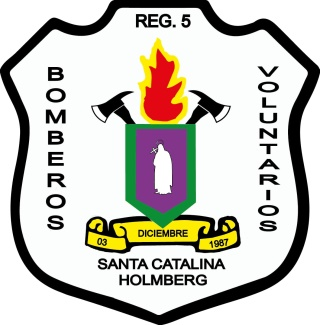 REG. 5
BOMBEROS
VOLUNTARIOS
03 DICIEMBRE 1987
SANTA CATALINA
HOLMBERG